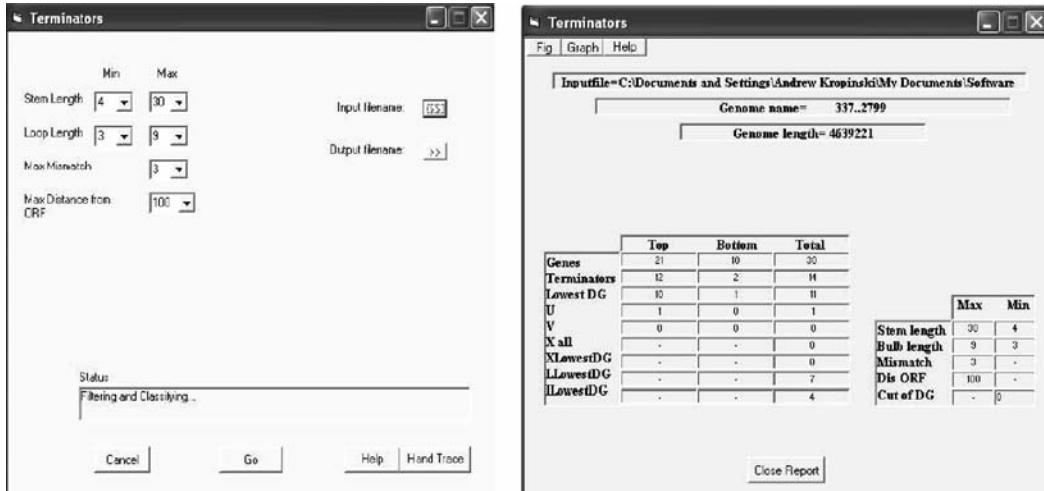 Terminators
Min Max
Stem Length 4 30
Loop Length 3 9
Max Mismatch 3
Max Distance from ORF 100
Input filename:
Output filename: >>
Status
Filtering and Classifying...
Cancel Go Help Hand Trace
Terminators
Fig Graph Help
Inputfile=C:\Documents and Settings\Andrew Kropinski\My Documents\Software
Genome name= 337..2799
Genome length= 4639221
Top Bottom Total
Genes 21 10 30
Terminators 12 2 14
Lowest DG 10 1 11
U 1 0 1
V 0 0 0
X all - - 0
XLowestDG - - 0
LLowestDG - - 7
ILowestDG - - 4
Max Min
Stem length 30 4
Bulb length 9 3
Mismatch 3 -
Dis ORF 100 -
Cut of DG - 0
Close Report